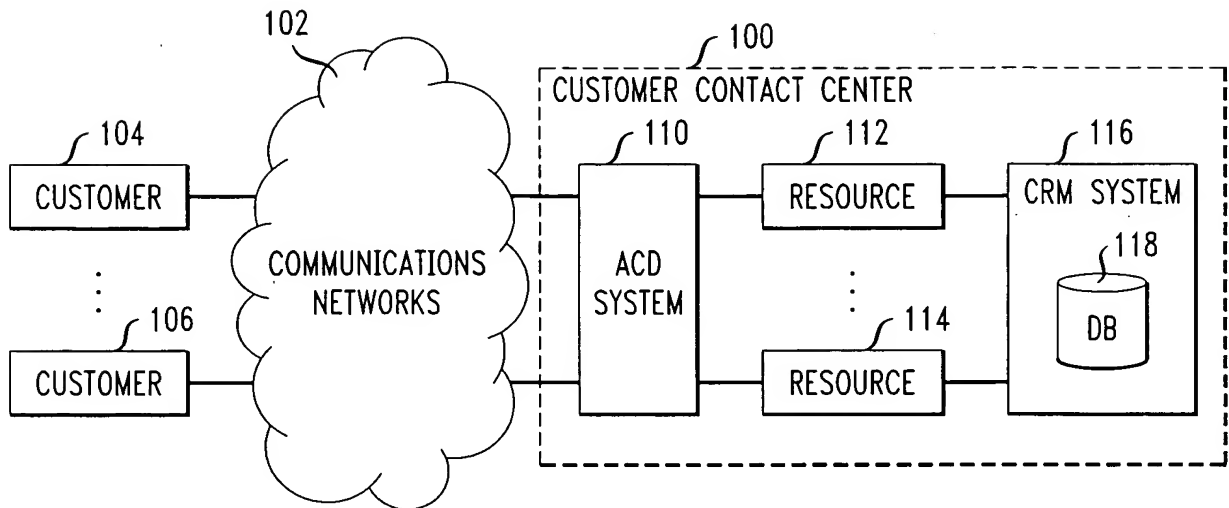 102
100
CUSTOMER CONTACT CENTER
104
110
112
116
CUSTOMER
RESOURCE
CRM SYSTEM
COMMUNICATIONS
NETWORKS
ACD
SYSTEM
118
DB
106
114
CUSTOMER
RESOURCE